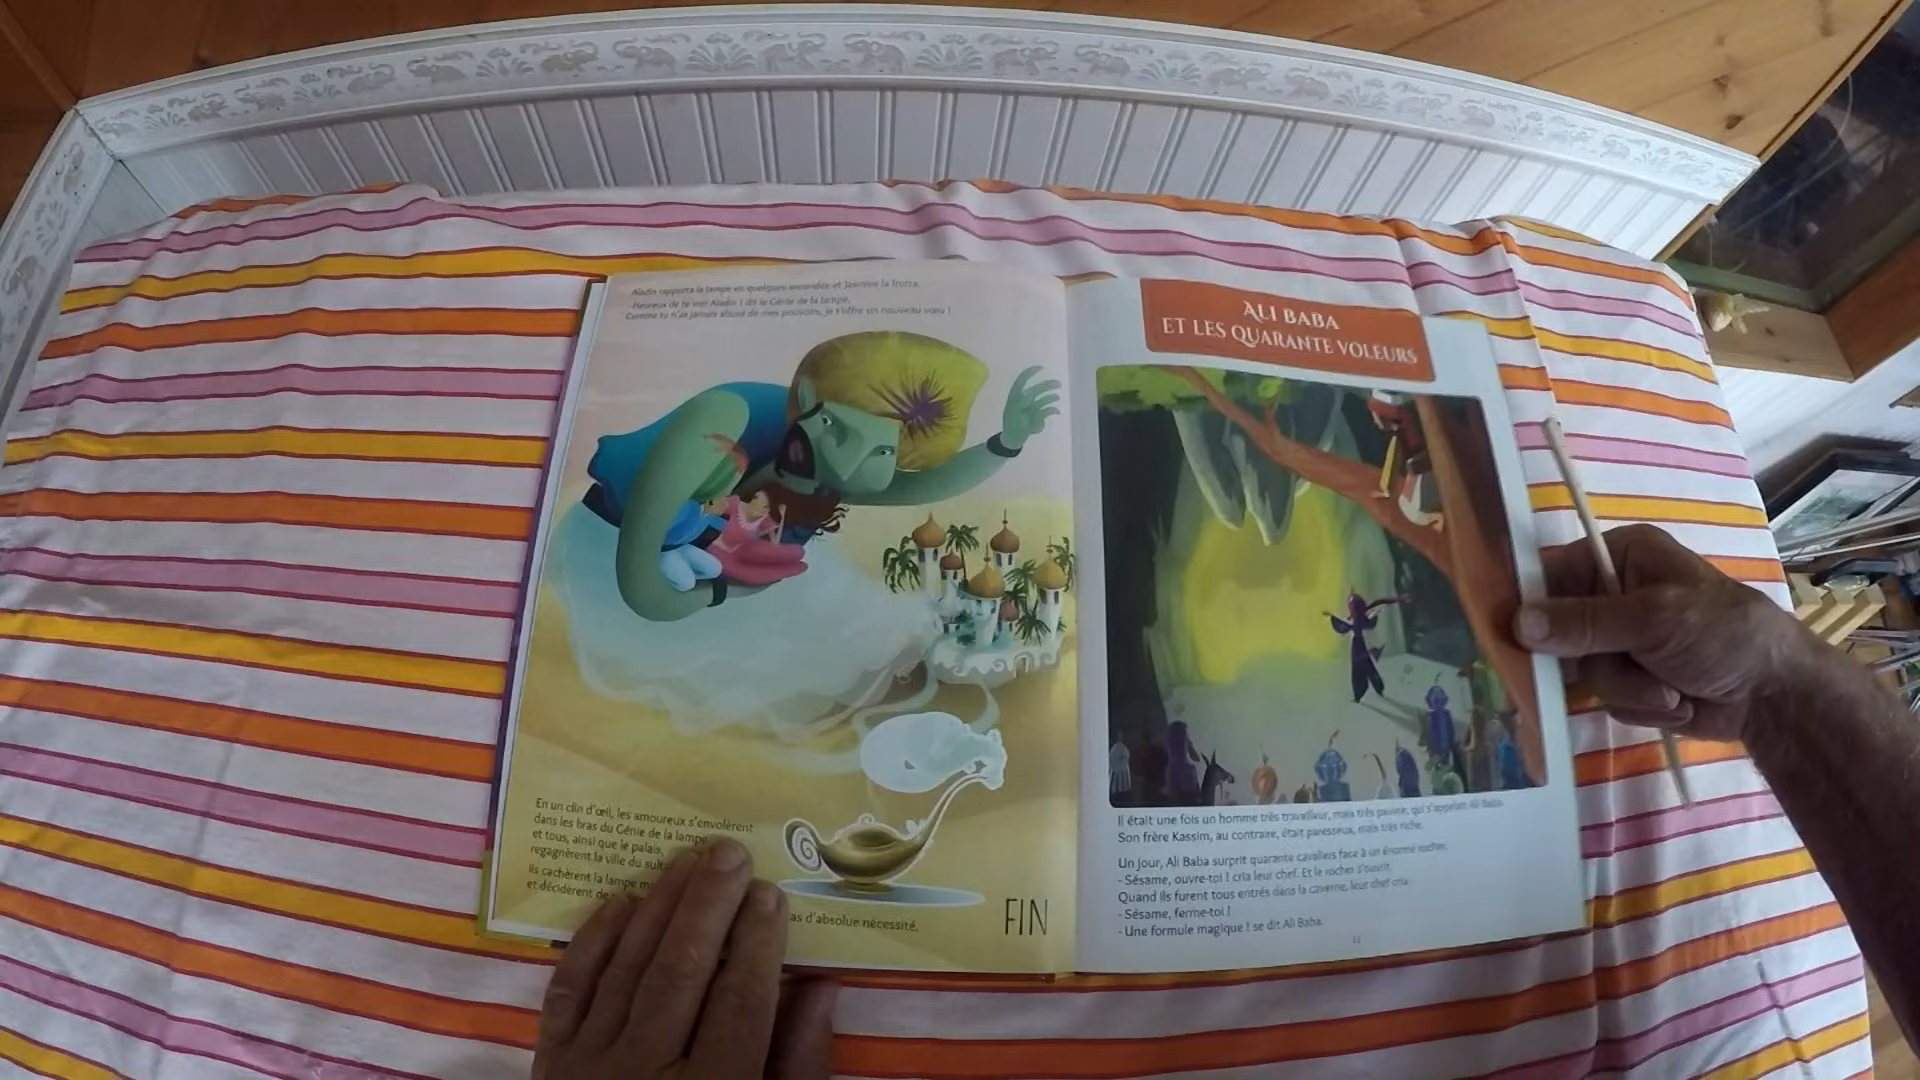 Aladin rapporta la lampe en quelques secondes et Jasmine la frotta.
- Heureux de te voir Aladin ! dit le Génie de la lampe,
Comme tu n'as jamais abusé de mes pouvoirs, je t'offre un nouveau vœu !
En un clin d'œil, les amoureux s'envolèrent
dans les bras du Génie de la lampe
et tous, ainsi que le palais,
regagnèrent la ville du
Ils cachèrent la lampe
et décidèrent de
d'absolue nécessité.
FIN
ALI BABA
ET LES QUARANTE VOLEURS
Il était une fois un homme très travailleur, mais très pauvre, qui s'appelait Ali Baba.
Son frère Kassim, au contraire, était paresseux, mais très riche.
Un jour, Ali Baba surprit quarante cavaliers face à un énorme rocher.
- Sésame, ouvre-toi ! cria leur chef. Et le rocher s'ouvrit.
Quand ils furent tous entrés dans la caverne, leur chef cria :
- Sésame, ferme-toi !
- Une formule magique ! se dit Ali Baba.